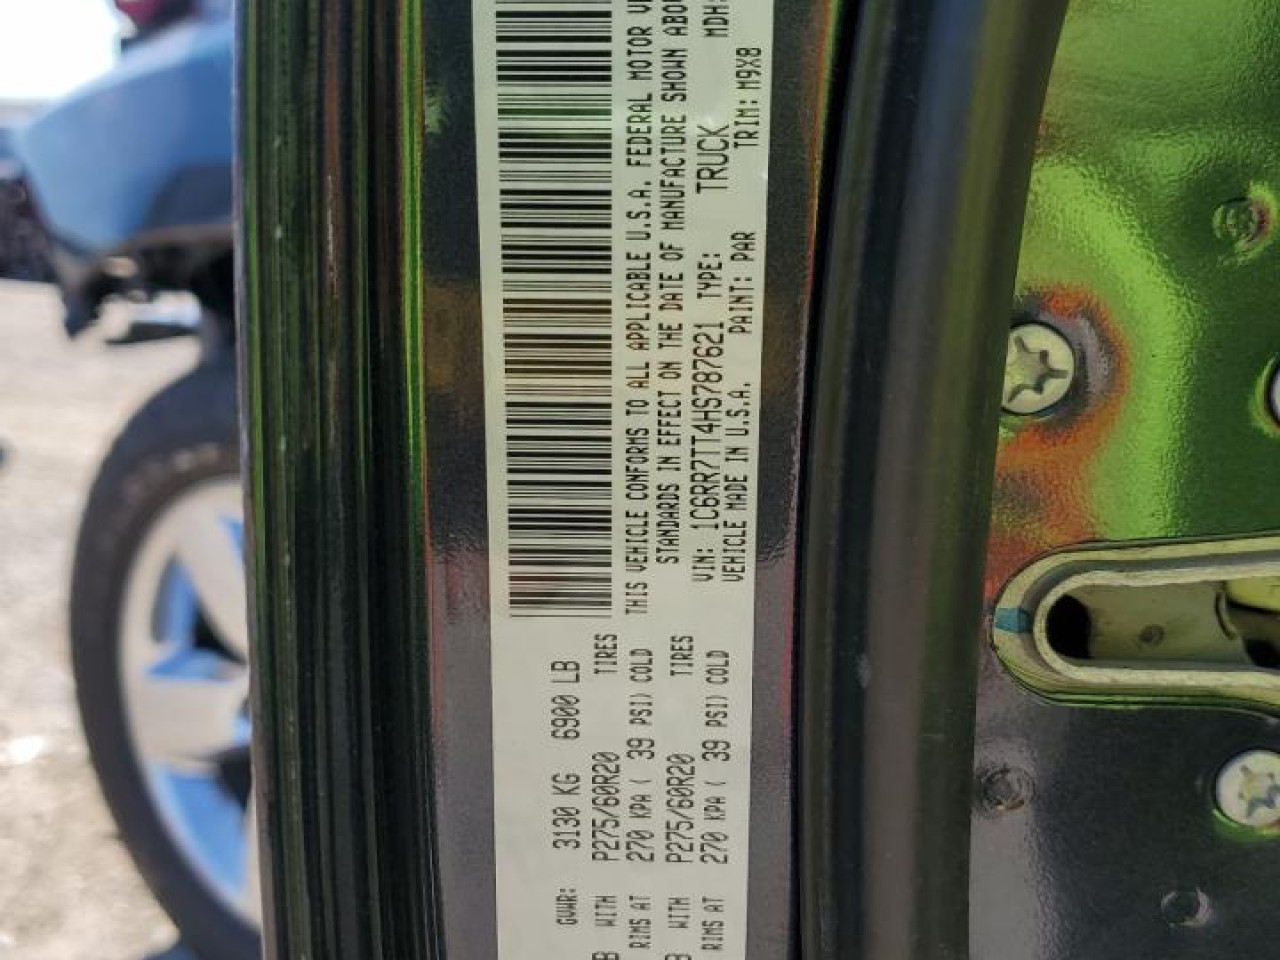 GVWR: 3130 KG 6900 LB
WITH P275/60R20 TIRES
RIMS AT 270 KPA ( 39 PSI) COLD
WITH P275/60R20 TIRES
RIMS AT 270 KPA ( 39 PSI) COLD
THIS VEHICLE CONFORMS TO ALL APPLICABLE U.S.A. FEDERAL MOTOR
STANDARDS IN EFFECT ON THE DATE OF MANUFACTURE SHOWN
VIN: 1C6RR7TT4HS787621 TYPE: TRUCK
VEHICLE MADE IN U.S.A. PAINT: PAR TRIM: M9X8